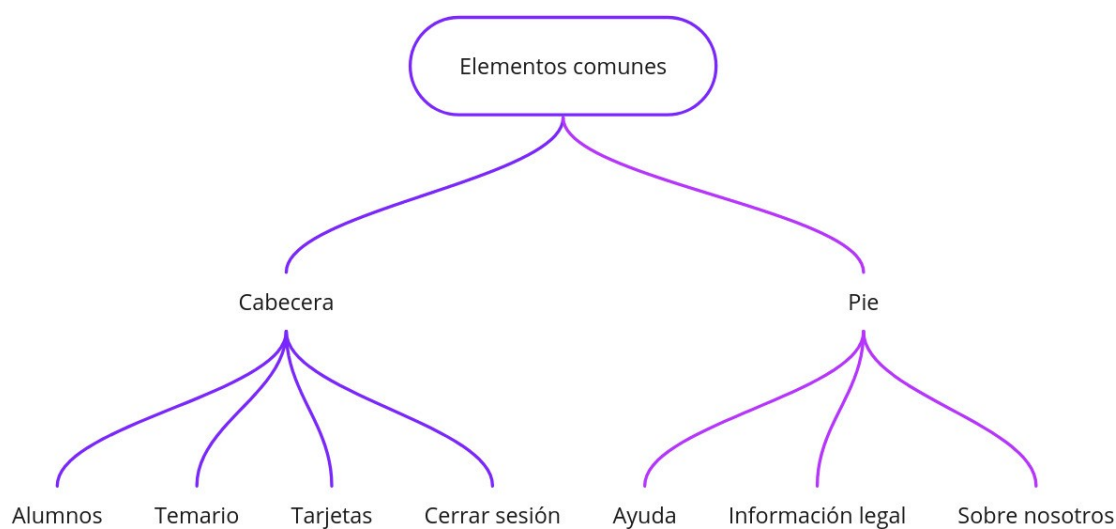 Elementos comunes
Cabecera
Pie
Alumnos
Temario
Tarjetas
Cerrar sesión
Ayuda
Información legal
Sobre nosotros